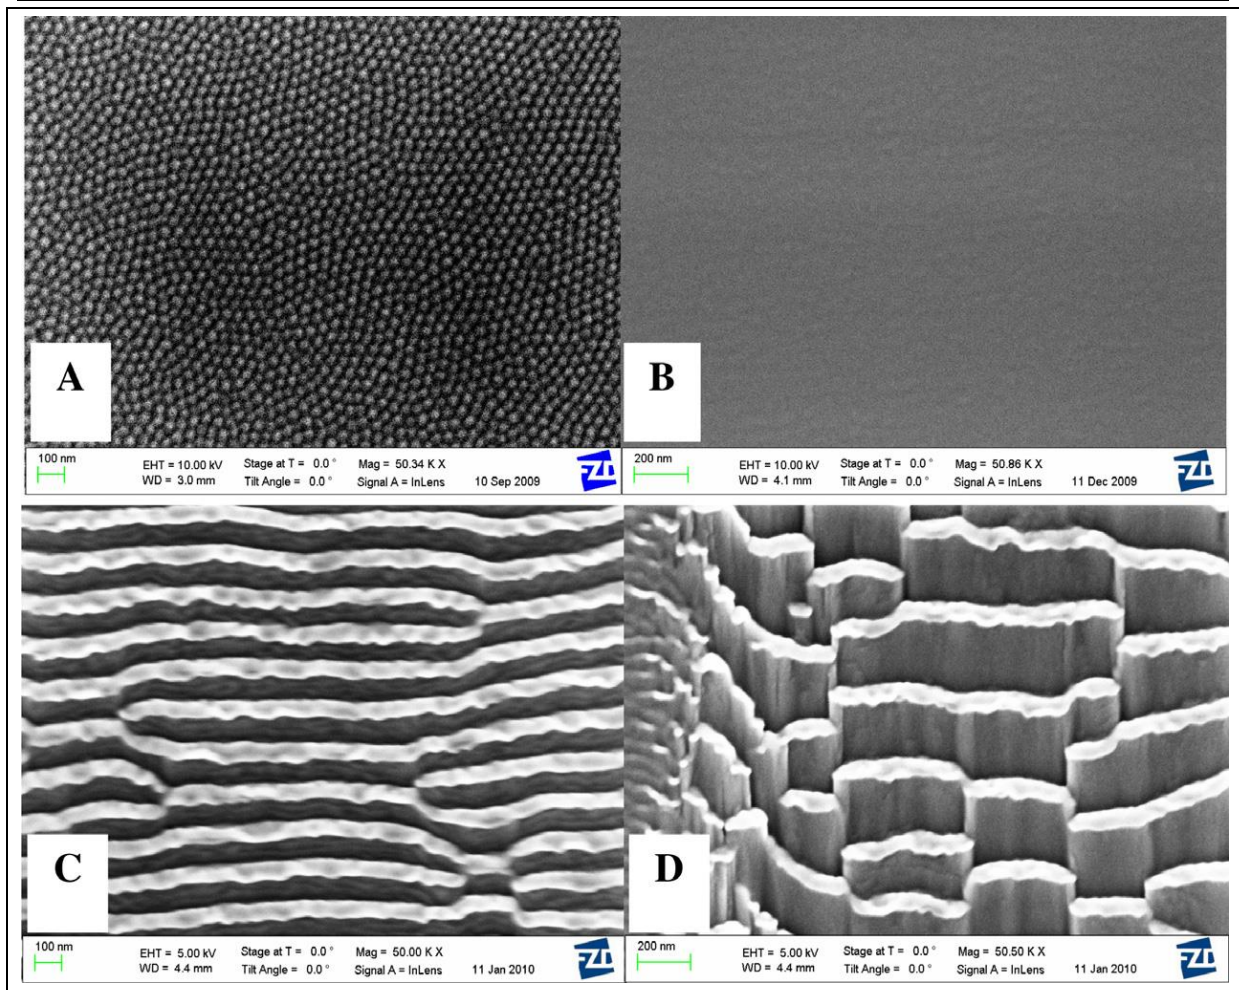 A
B
100 nm
EHT = 10.00 kV Stage at T = 0.0 ° Mag = 50.34 K X
WD = 3.0 mm Tilt Angle = 0.0 ° Signal A = InLens 10 Sep 2009
FZD
200 nm
EHT = 10.00 kV Stage at T = 0.0 ° Mag = 50.86 K X
WD = 4.1 mm Tilt Angle = 0.0 ° Signal A = InLens 11 Dec 2009
FZD
C
D
100 nm
EHT = 5.00 kV Stage at T = 0.0 ° Mag = 50.00 K X
WD = 4.4 mm Tilt Angle = 0.0 ° Signal A = InLens 11 Jan 2010
FZD
200 nm
EHT = 5.00 kV Stage at T = 0.0 ° Mag = 50.50 K X
WD = 4.4 mm Tilt Angle = 0.0 ° Signal A = InLens 11 Jan 2010
FZD